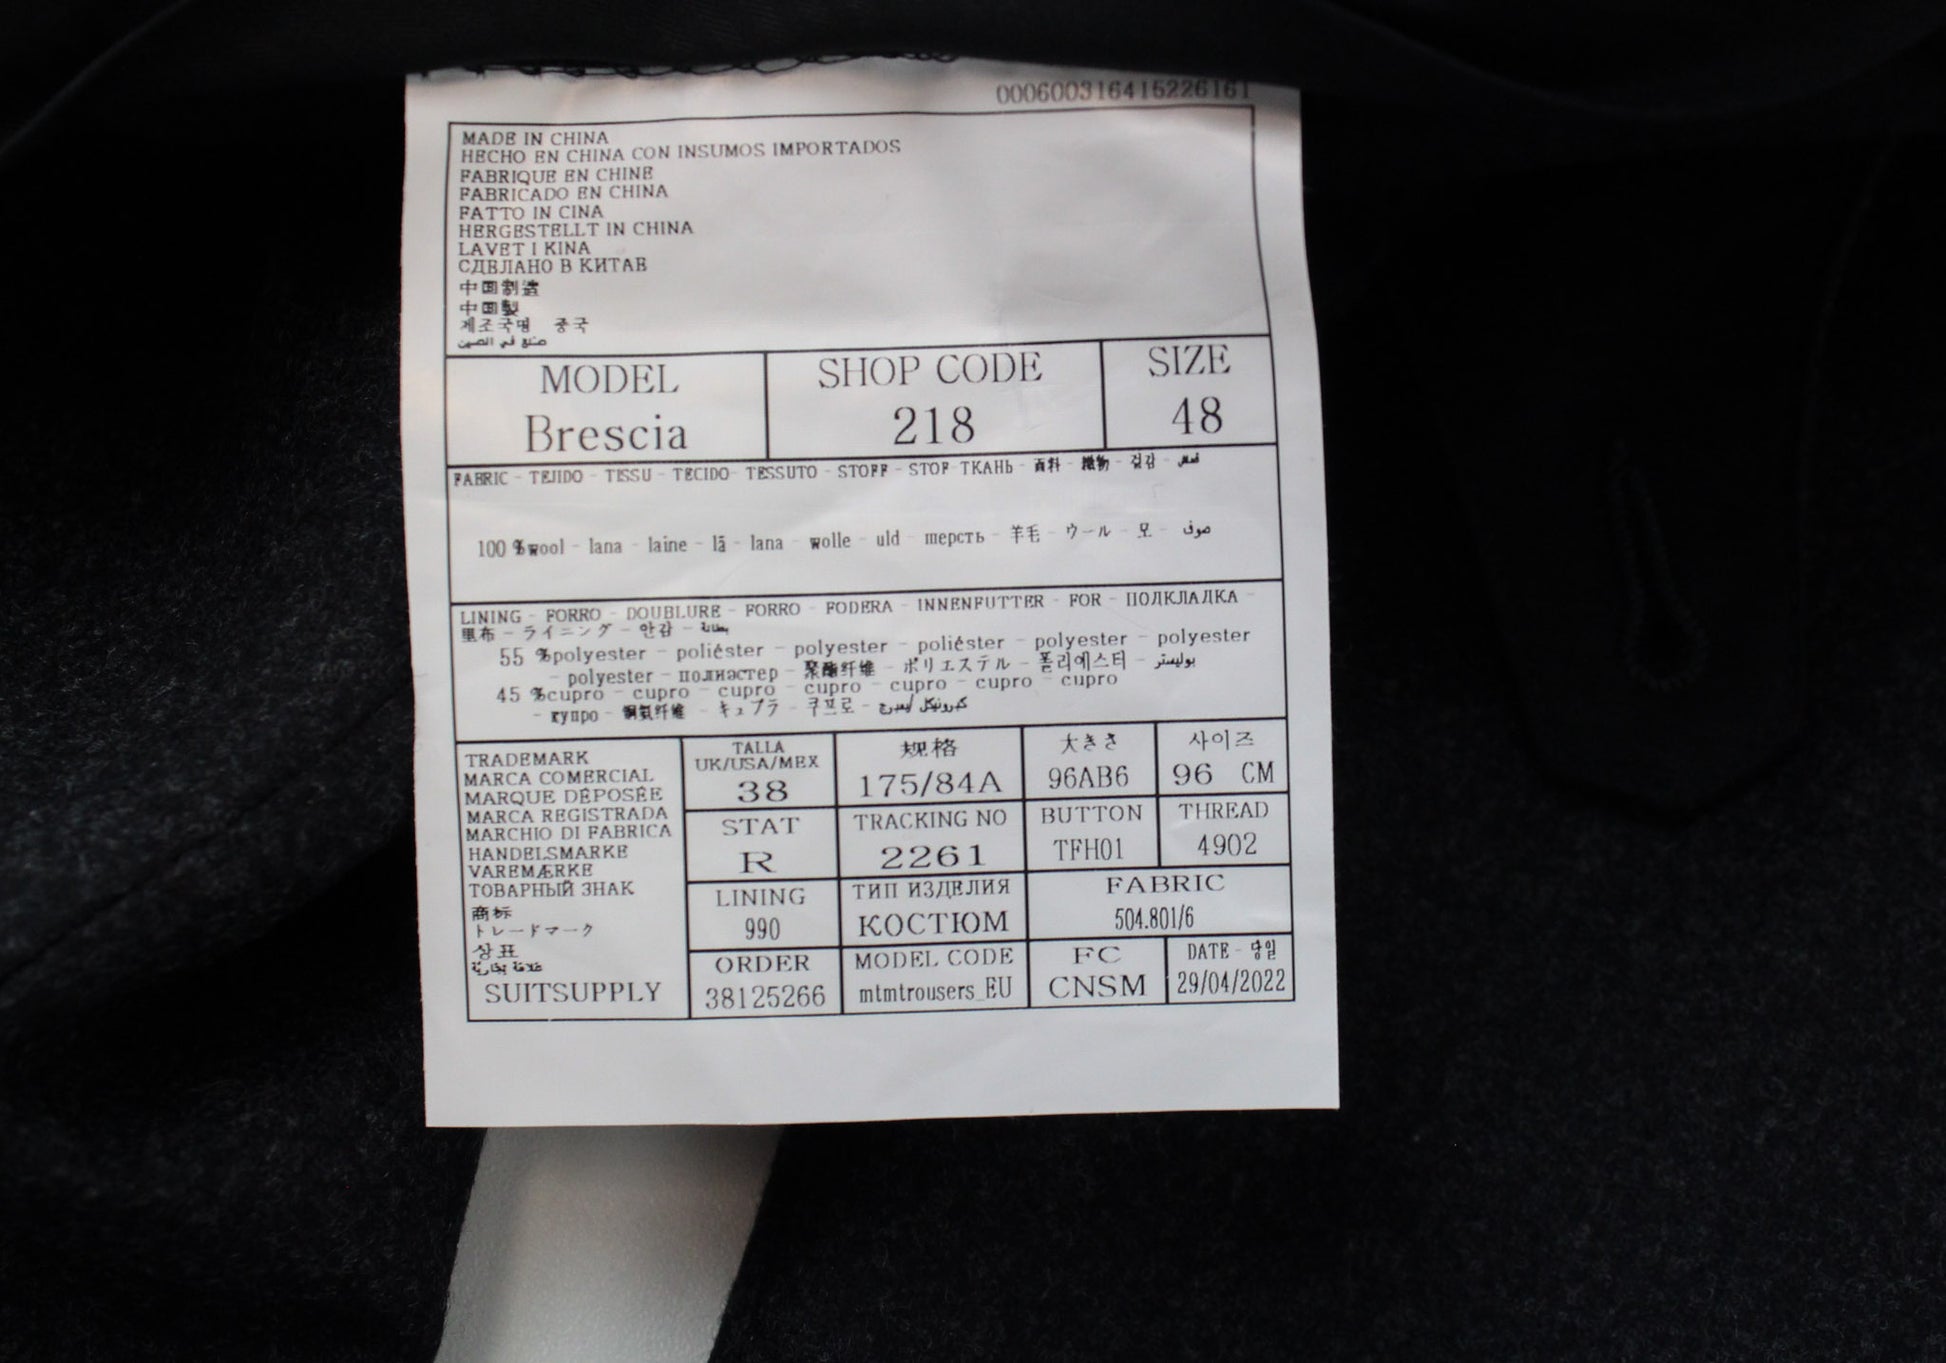 000600316415226161
MADE IN CHINA
HECHO EN CHINA CON INSUMOS IMPORTADOS
FABRIQUE EN CHINE
FABRICADO EN CHINA
FATTO IN CINA
HERGESTELLT IN CHINA
LAVET I KINA
СДЕЛАНО В КИТАЕ
中国制造
中国製
제조국명 중국
صنع في الصين
MODEL SHOP CODE SIZE
Brescia 218 48
FABRIC - TEJIDO - TISSU - TECIDO- TESSUTO - STOFF - STOF-ТКАНЬ - 面料 - 織物 - 겉감 -
100 %wool - lana - laine - lã - lana - wolle - uld - шерсть - 羊毛 - ウール - 모 - صوف
LINING - FORRO - DOUBLURE - FORRO - FODERA - INNENFUTTER - FOR - ПОДКЛАДКА -
里布 - ライニング - 안감 - بطانة
55 %polyester - poliéster - polyester - poliéster - polyester - polyester
- polyester - полиэстер - 聚酯纤维 - ポリエステル - 폴리에스터 - بوليستر
45 %cupro - cupro - cupro - cupro - cupro - cupro - cupro
- купро - 铜氨纤维 - キュプラ - 쿠프로 -
TRADEMARK
MARCA COMERCIAL
MARQUE DÉPOSÉE
MARCA REGISTRADA
MARCHIO DI FABRICA
HANDELSMARKE
VAREMÆRKE
ТОВАРНЫЙ ЗНАК
商标
トレードマーク
상표
علامة تجارية
SUITSUPPLY
TALLA
UK/USA/MEX 规格 大きさ 사이즈
38 175/84A 96AB6 96 CM
STAT TRACKING NO BUTTON THREAD
R 2261 TFH01 4902
LINING ТИП ИЗДЕЛИЯ FABRIC
990 КОСТЮМ 504.801/6
ORDER MODEL CODE FC DATE -
38125266 mtmtrousers_EU CNSM 29/04/2022